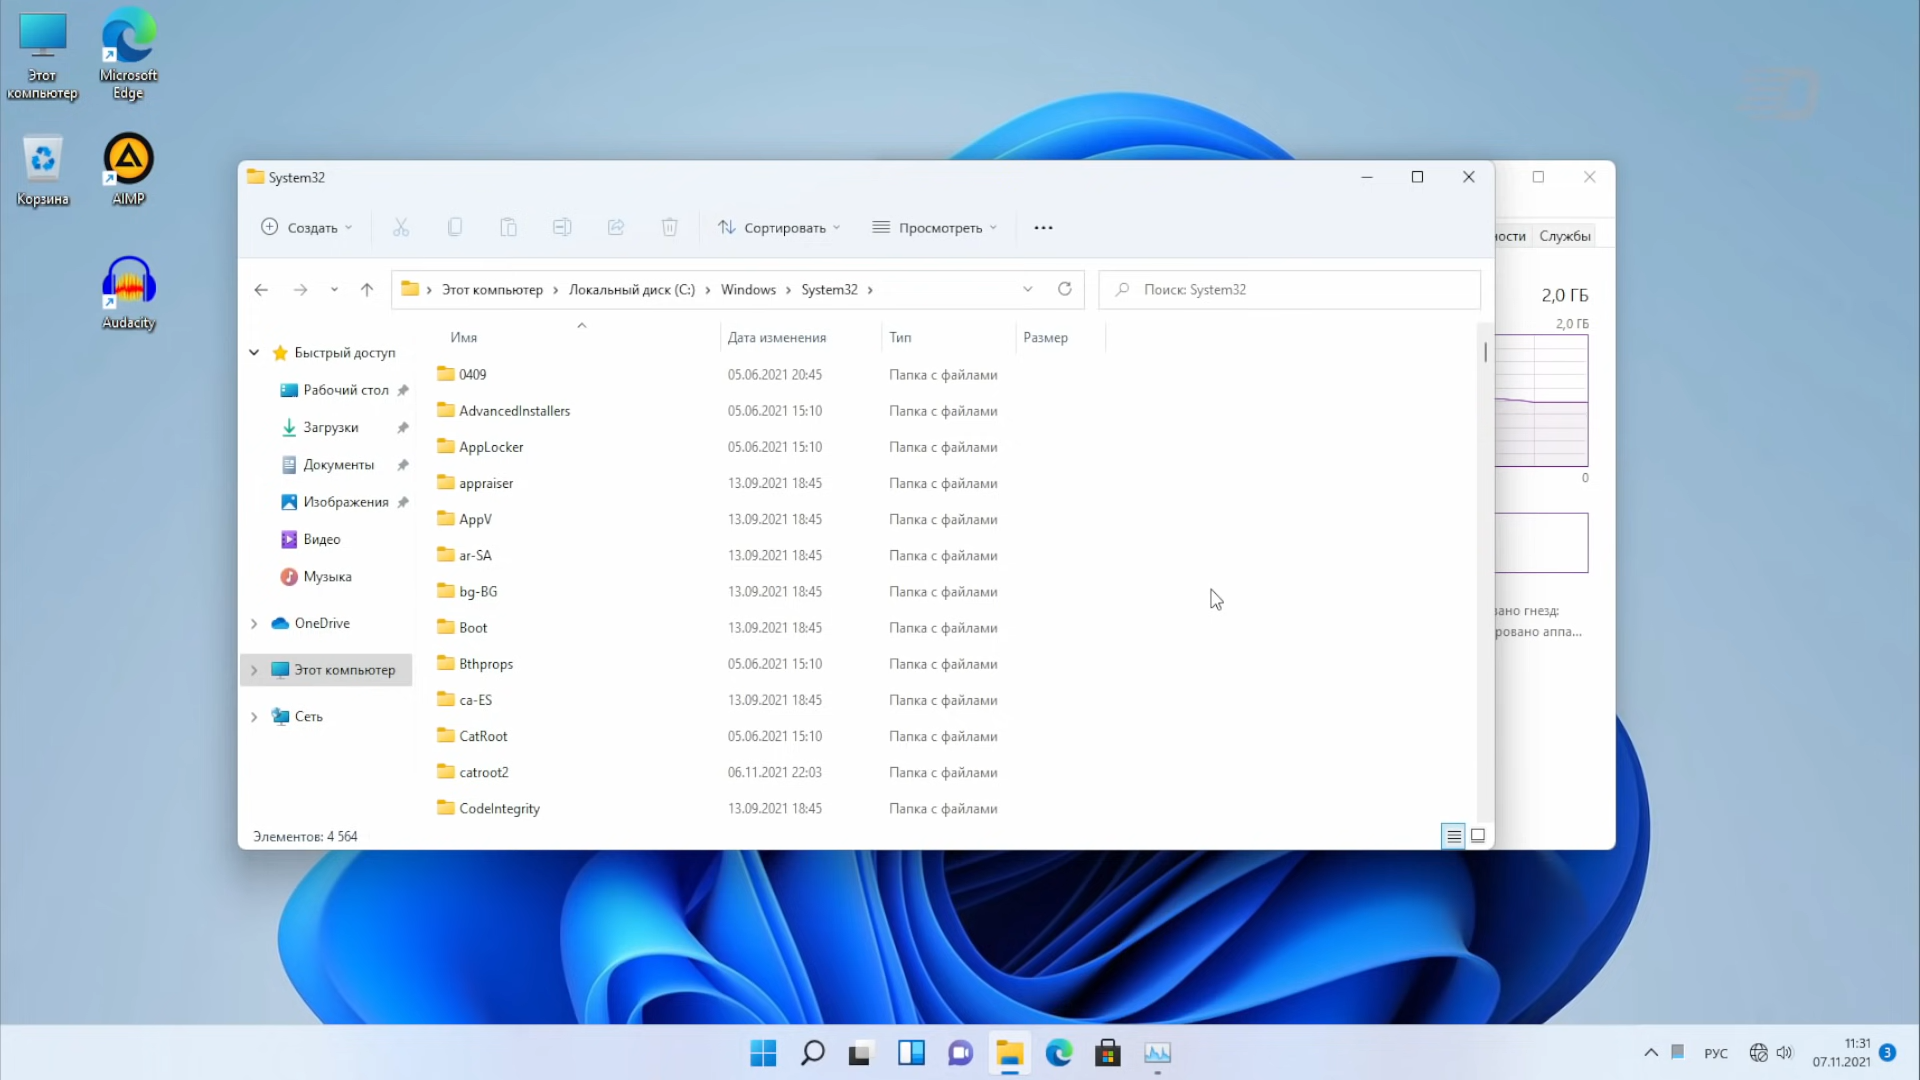 Этот компьютер
Microsoft Edge
Корзина
AIMP
Audacity
System32
Создать
Сортировать
Просмотреть
Этот компьютер
Локальный диск (C:)
Windows
System32
Поиск: System32
Имя
Дата изменения
Тип
Размер
Быстрый доступ
Рабочий стол
Загрузки
Документы
Изображения
Видео
Музыка
OneDrive
Этот компьютер
Сеть
0409 05.06.2021 20:45 Папка с файлами
AdvancedInstallers 05.06.2021 15:10 Папка с файлами
AppLocker 05.06.2021 15:10 Папка с файлами
appraiser 13.09.2021 18:45 Папка с файлами
AppV 13.09.2021 18:45 Папка с файлами
ar-SA 13.09.2021 18:45 Папка с файлами
bg-BG 13.09.2021 18:45 Папка с файлами
Boot 13.09.2021 18:45 Папка с файлами
Bthprops 05.06.2021 15:10 Папка с файлами
ca-ES 13.09.2021 18:45 Папка с файлами
CatRoot 05.06.2021 15:10 Папка с файлами
catroot2 06.11.2021 22:03 Папка с файлами
CodeIntegrity 13.09.2021 18:45 Папка с файлами
Элементов: 4 564
ности
Службы
2,0 ГБ
2,0 ГБ
0
вано гнезд:
ровано аппа...
РУС
11:31
07.11.2021
3